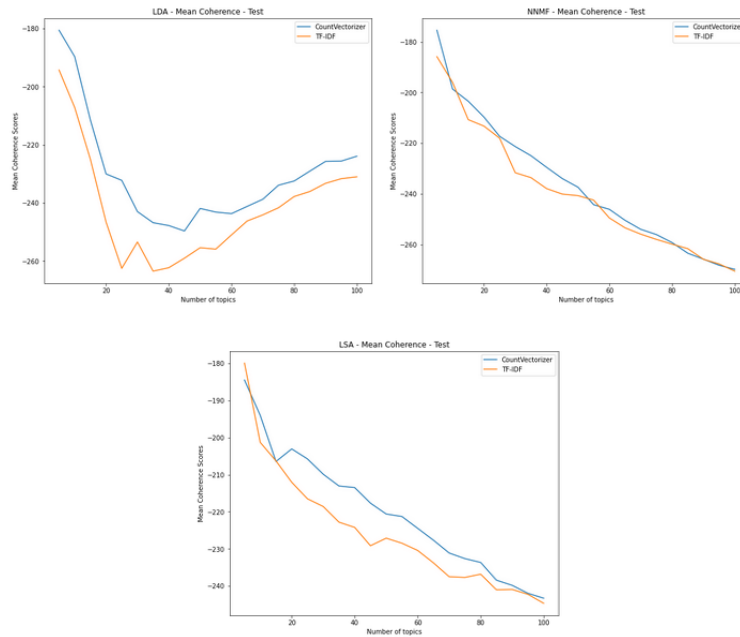 LDA - Mean Coherence - Test
CountVectorizer
TF-IDF
Mean Coherence Scores
−180
−200
−220
−240
−260
0
20
40
60
80
100
Number of topics
NNMF - Mean Coherence - Test
CountVectorizer
TF-IDF
Mean Coherence Scores
−180
−200
−220
−240
−260
0
20
40
60
80
100
Number of topics
LSA - Mean Coherence - Test
CountVectorizer
TF-IDF
Mean Coherence Scores
−180
−190
−200
−210
−220
−230
−240
0
20
40
60
80
100
Number of topics